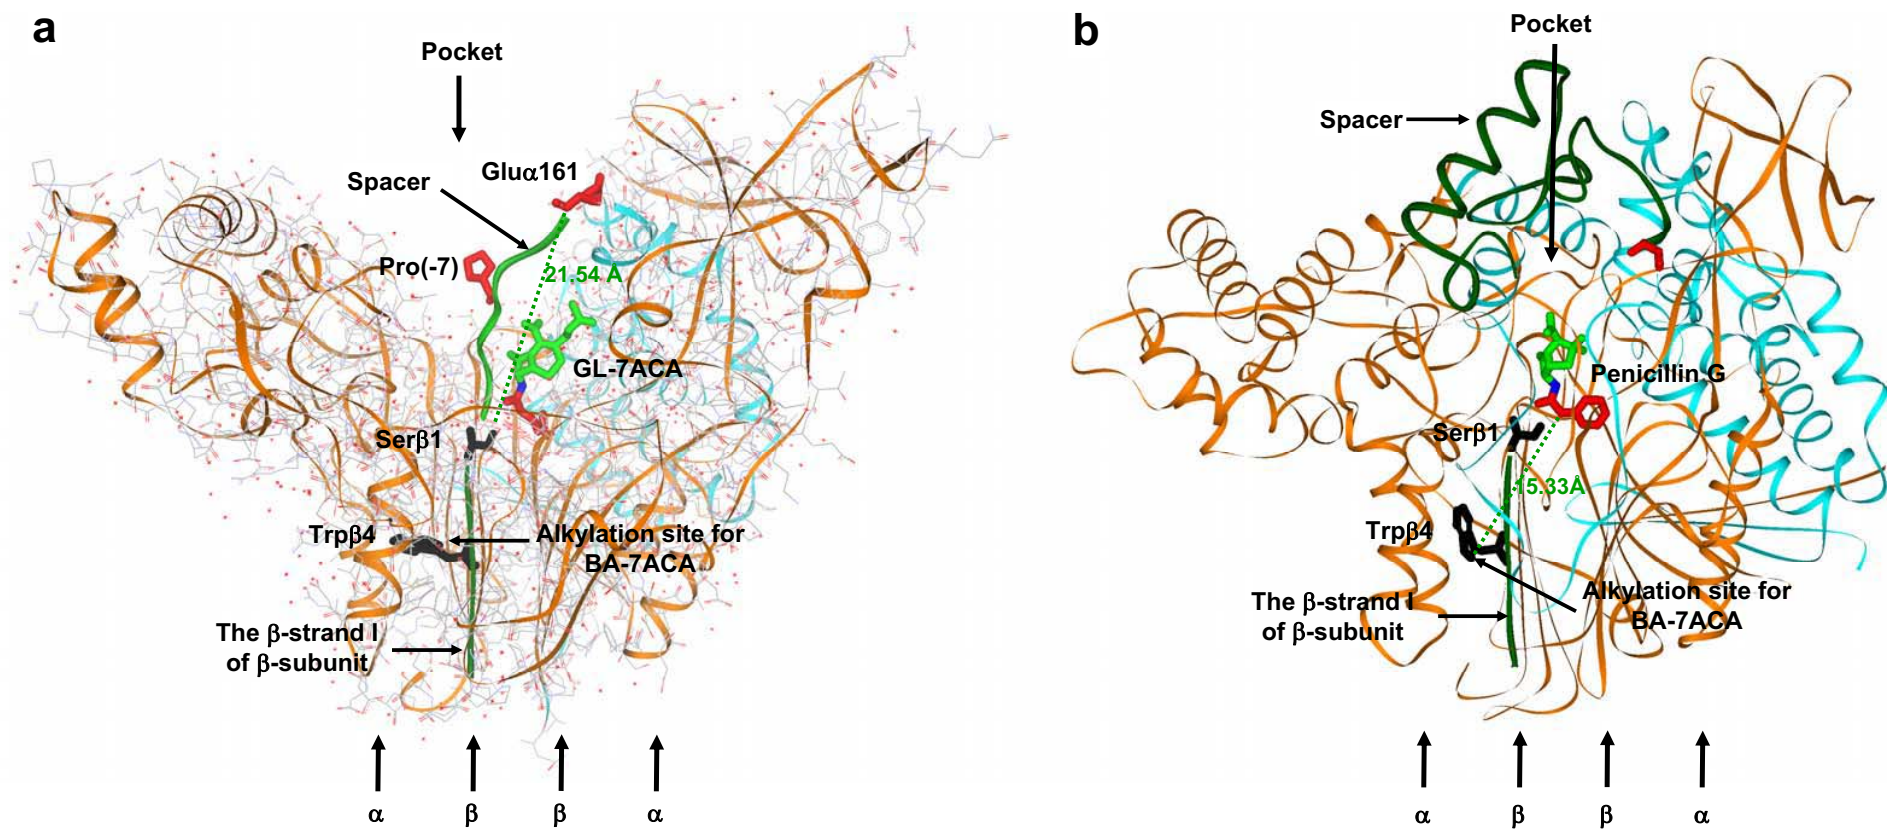 a
Pocket
Spacer
Gluα161
Pro(-7)
21.54 Å
GL-7ACA
Serβ1
Trpβ4
Alkylation site for
BA-7ACA
The β-strand I
of β-subunit
α β β α
b
Pocket
Spacer
Penicillin G
Serβ1
15.33Å
Trpβ4
Alkylation site for
BA-7ACA
The β-strand I
of β-subunit
α β β α